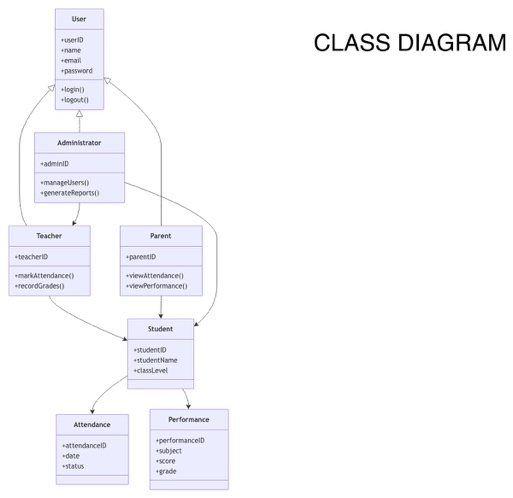 CLASS DIAGRAM
User
+userID
+name
+email
+password
+login()
+logout()
Administrator
+adminID
+manageUsers()
+generateReports()
Teacher
+teacherID
+markAttendance()
+recordGrades()
Parent
+parentID
+viewAttendance()
+viewPerformance()
Student
+studentID
+studentName
+classLevel
Attendance
+attendanceID
+date
+status
Performance
+performanceID
+subject
+score
+grade